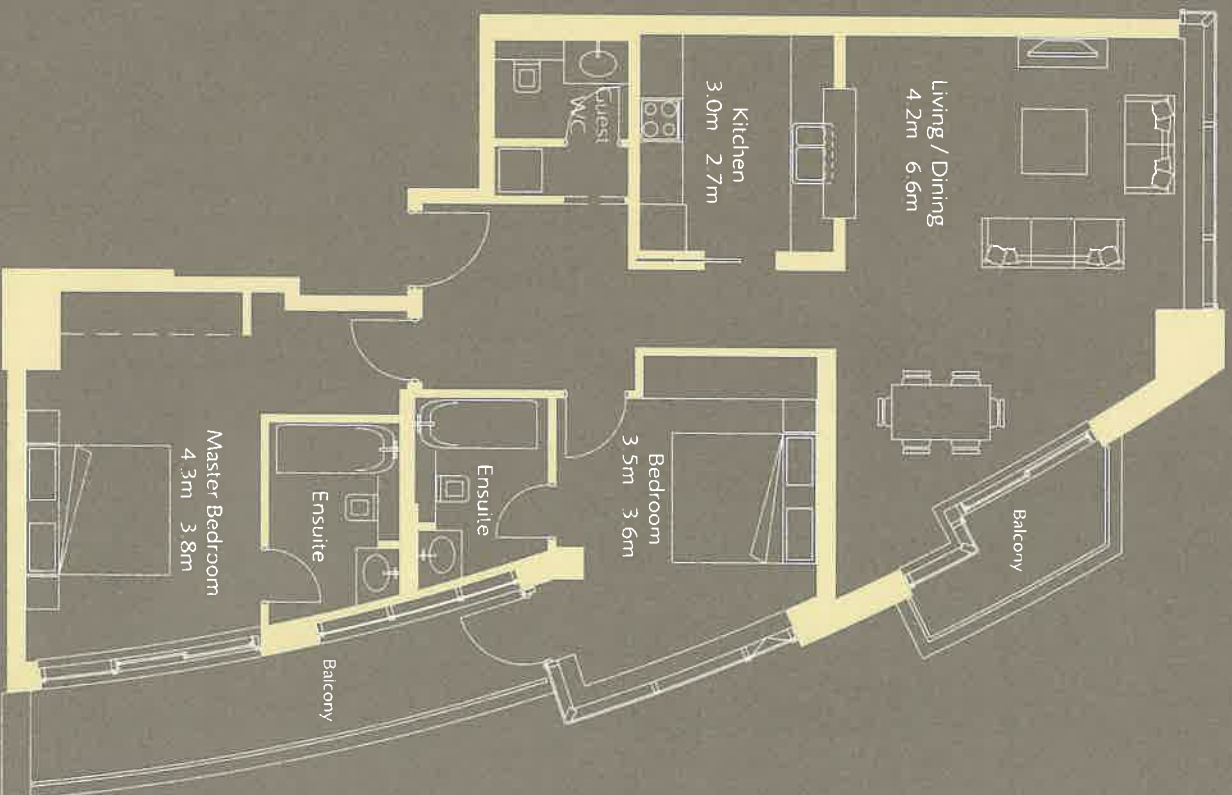 Living / Dining
4.2m 6.6m
Kitchen
3.0m 2.7m
Guest
WC
Balcony
Bedroom
3.5m 3.6m
Ensuite
Ensuite
Master Bedroom
4.3m 3.8m
Balcony